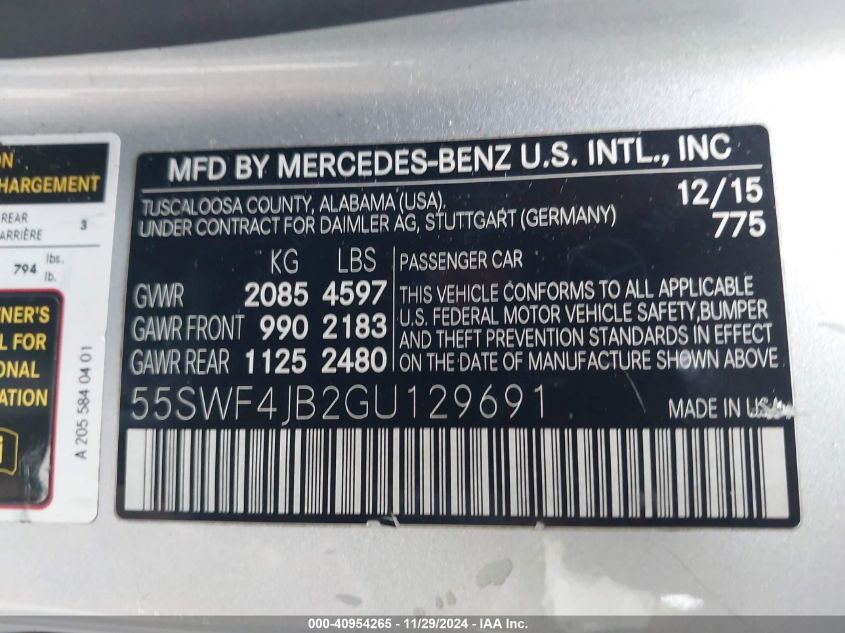 ON
HARGEMENT
REAR 3
ARRIÈRE
794 lbs.
lb.
NER'S
L FOR
ONAL
ATION
A 205 584 04 01
MFD BY MERCEDES-BENZ U.S. INTL., INC
TUSCALOOSA COUNTY, ALABAMA (USA). 12/15
UNDER CONTRACT FOR DAIMLER AG, STUTTGART (GERMANY) 775
KG LBS PASSENGER CAR
GVWR 2085 4597
GAWR FRONT 990 2183
GAWR REAR 1125 2480
THIS VEHICLE CONFORMS TO ALL APPLICABLE
U.S. FEDERAL MOTOR VEHICLE SAFETY,BUMPER
AND THEFT PREVENTION STANDARDS IN EFFECT
ON THE DATE OF MANUFACTURE SHOWN ABOVE.
55SWF4JB2GU129691 MADE IN
000-40954265 - 11/29/2024 - IAA Inc.